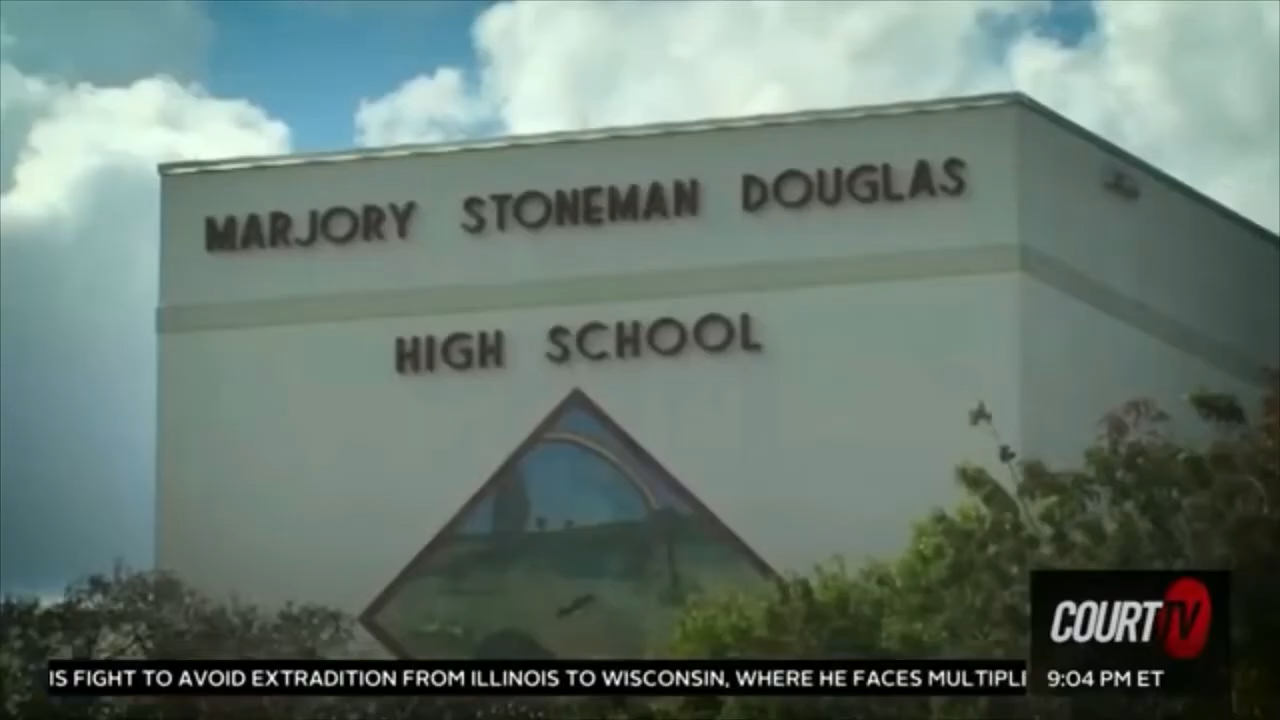 MARJORY STONEMAN DOUGLAS
HIGH SCHOOL
COURT TV
IS FIGHT TO AVOID EXTRADITION FROM ILLINOIS TO WISCONSIN, WHERE HE FACES MULTIPL
9:04 PM ET